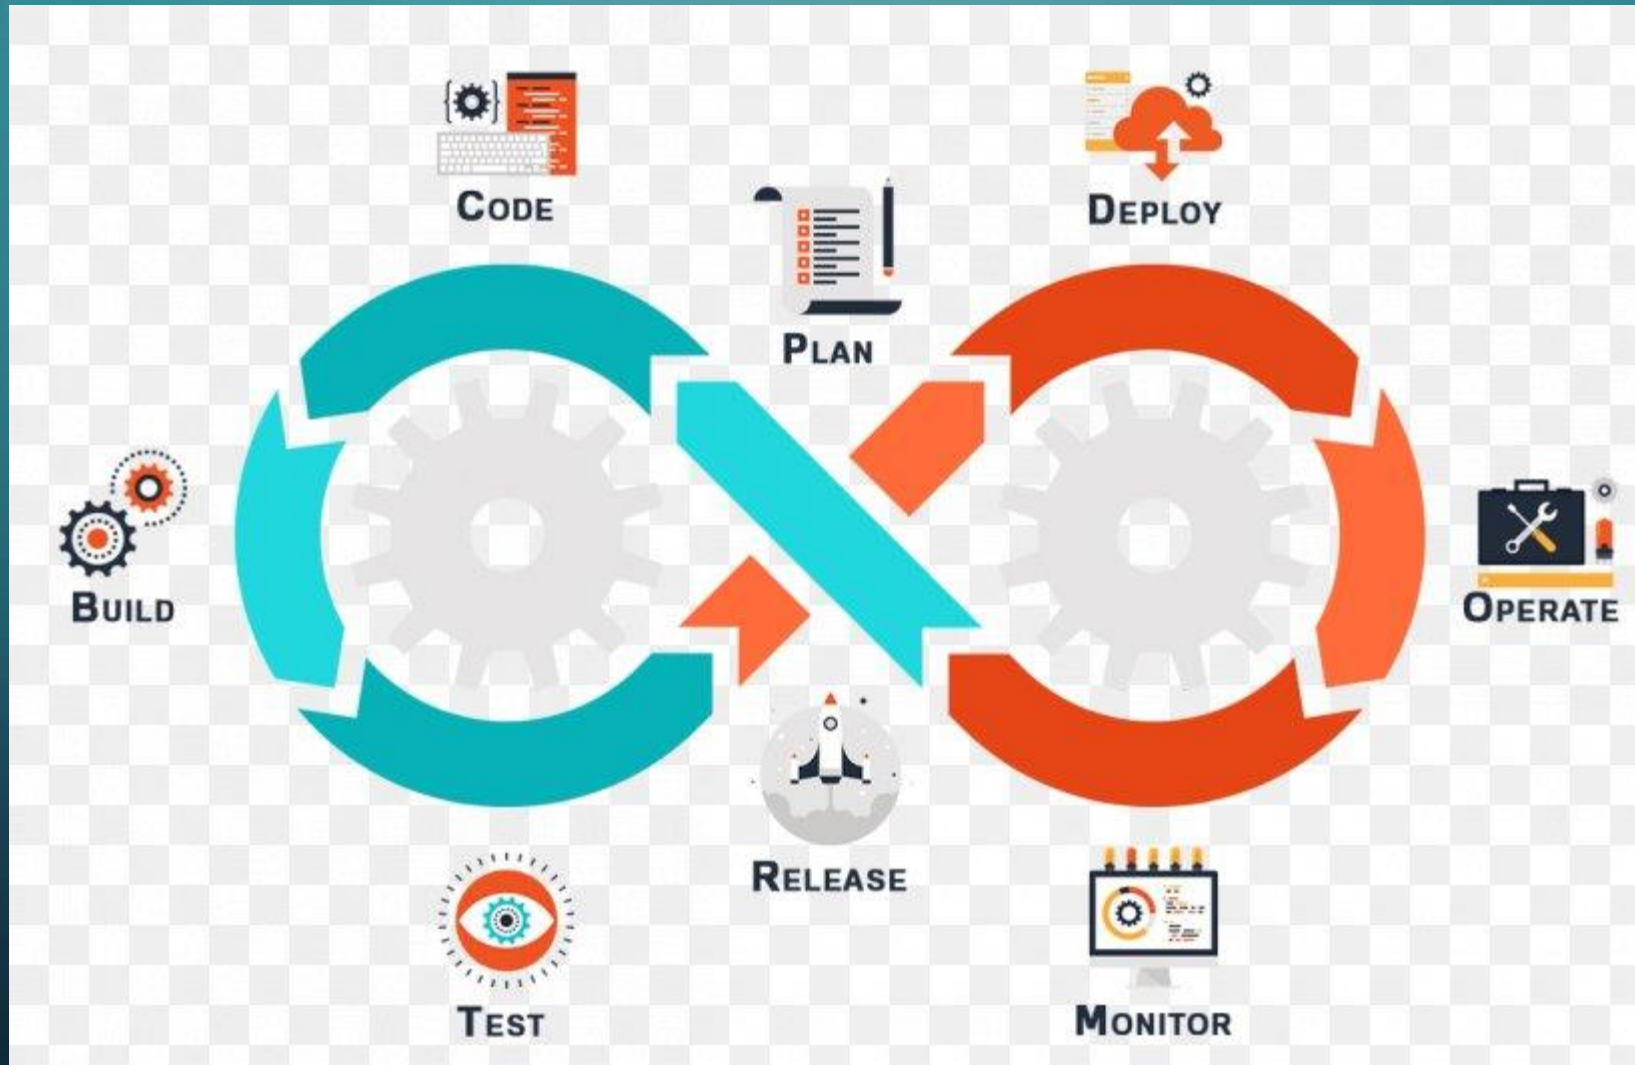 CODE
DEPLOY
PLAN
BUILD
OPERATE
RELEASE
TEST
MONITOR